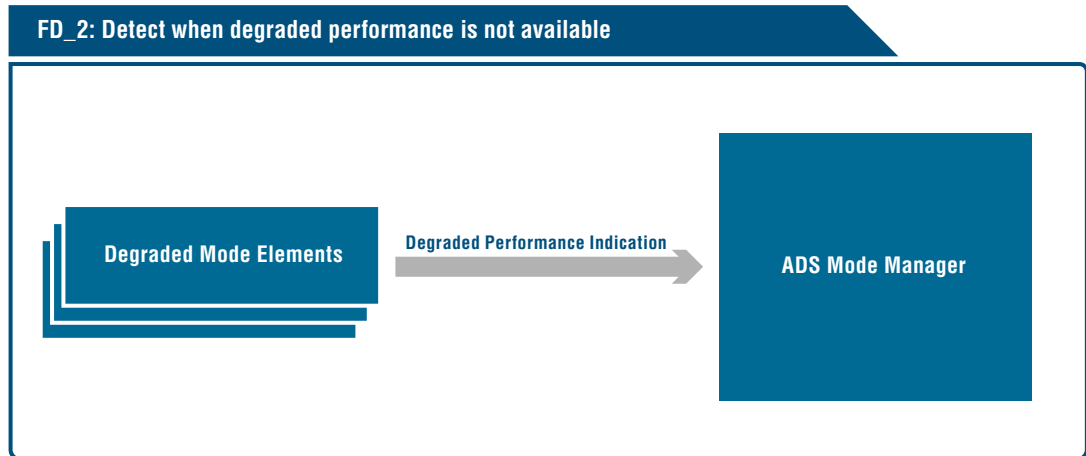 FD_2: Detect when degraded performance is not available
Degraded Mode Elements
Degraded Performance Indication
ADS Mode Manager